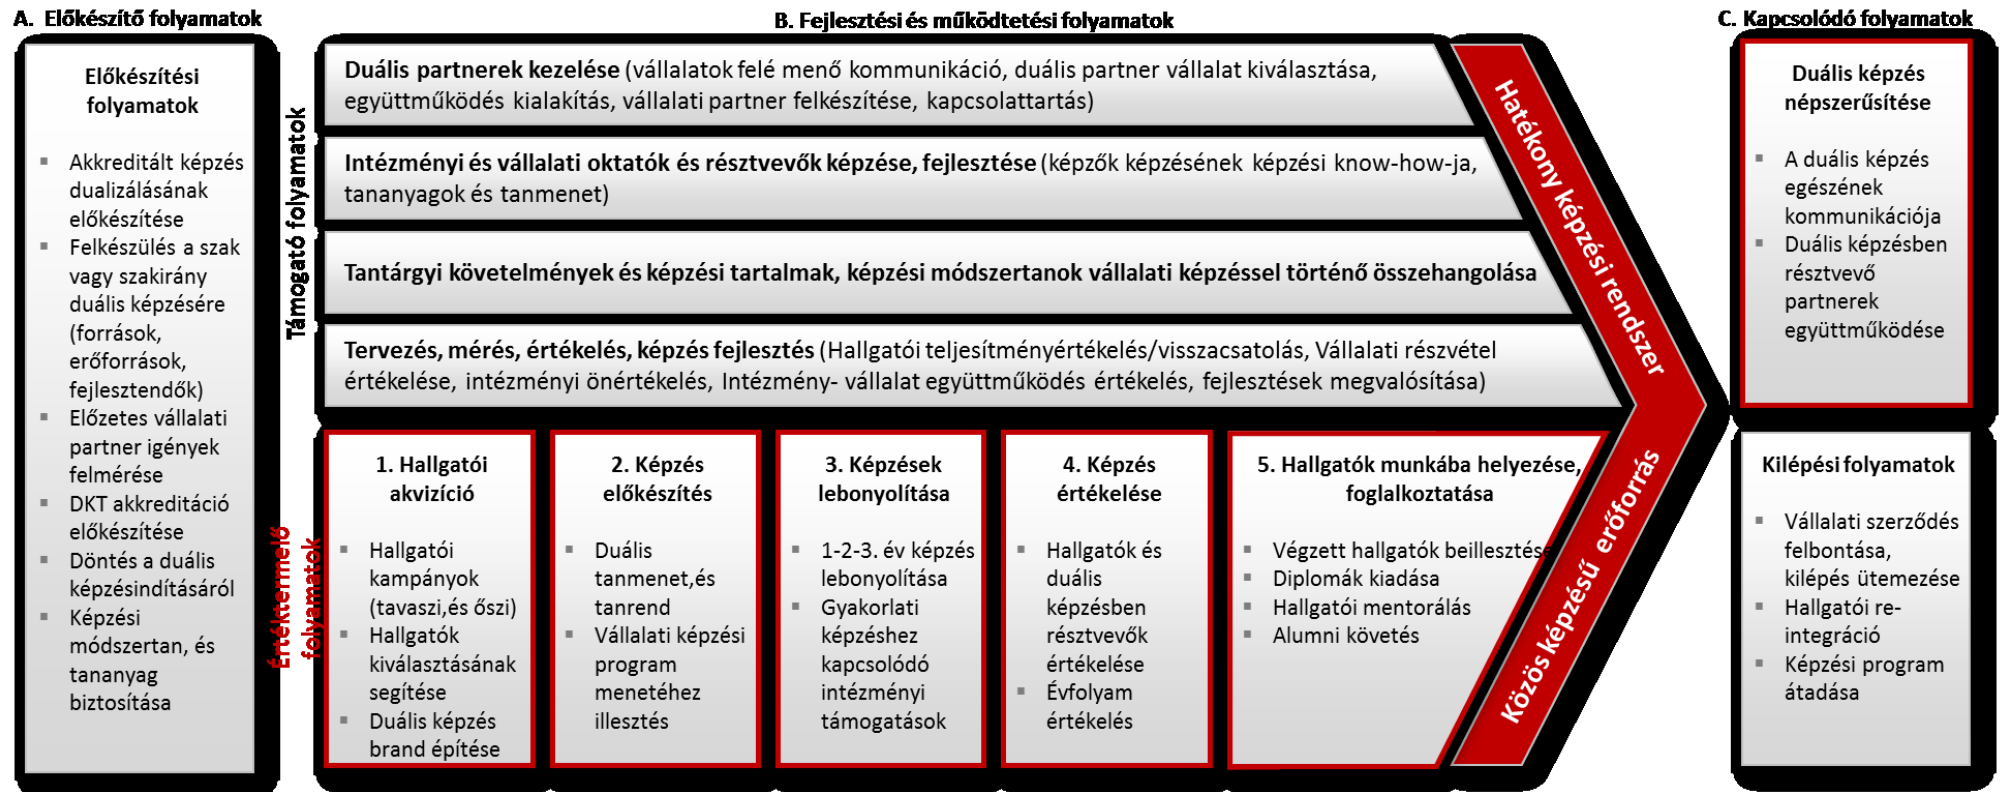 A. Előkészítő folyamatok
Előkészítési
folyamatok
Akkreditált képzés
dualizálásának
előkészítése
Felkészülés a szak
vagy szakirány
duális képzésére
(források,
erőforrások,
fejlesztendők)
Előzetes vállalati
partner igények
felmérése
DKT akkreditáció
előkészítése
Döntés a duális
képzésindításáról
Képzési
módszertan, és
tananyag
biztosítása
B. Fejlesztési és működtetési folyamatok
Támogató folyamatok
Duális partnerek kezelése (vállalatok felé menő kommunikáció, duális partner vállalat kiválasztása,
együttműködés kialakítás, vállalati partner felkészítése, kapcsolattartás)
Intézményi és vállalati oktatók és résztvevők képzése, fejlesztése (képzők képzésének képzési know-how-ja,
tananyagok és tanmenet)
Tantárgyi követelmények és képzési tartalmak, képzési módszertanok vállalati képzéssel történő összehangolása
Tervezés, mérés, értékelés, képzés fejlesztés (Hallgatói teljesítményértékelés/visszacsatolás, Vállalati részvétel
értékelése, intézményi önértékelés, Intézmény- vállalat együttműködés értékelés, fejlesztések megvalósítása)
Értéktermelő
folyamatok
1. Hallgatói
akvizíció
Hallgatói
kampányok
(tavaszi,és őszi)
Hallgatók
kiválasztásának
segítése
Duális képzés
brand építése
2. Képzés
előkészítés
Duális
tanmenet,és
tanrend
Vállalati képzési
program
menetéhez
illesztés
3. Képzések
lebonyolítása
1-2-3. év képzés
lebonyolítása
Gyakorlati
képzéshez
kapcsolódó
intézményi
támogatások
4. Képzés
értékelése
Hallgatók és
duális
képzésben
résztvevők
értékelése
Évfolyam
értékelés
5. Hallgatók munkába helyezése,
foglalkoztatása
Végzett hallgatók beillesztése
Diplomák kiadása
Hallgatói mentorálás
Alumni követés
Hatékony képzési rendszer
Közös képzésű erőforrás
C. Kapcsolódó folyamatok
Duális képzés
népszerűsítése
A duális képzés
egészének
kommunikációja
Duális képzésben
résztvevő
partnerek
együttműködése
Kilépési folyamatok
Vállalati szerződés
felbontása,
kilépés ütemezése
Hallgatói re-
integráció
Képzési program
átadása